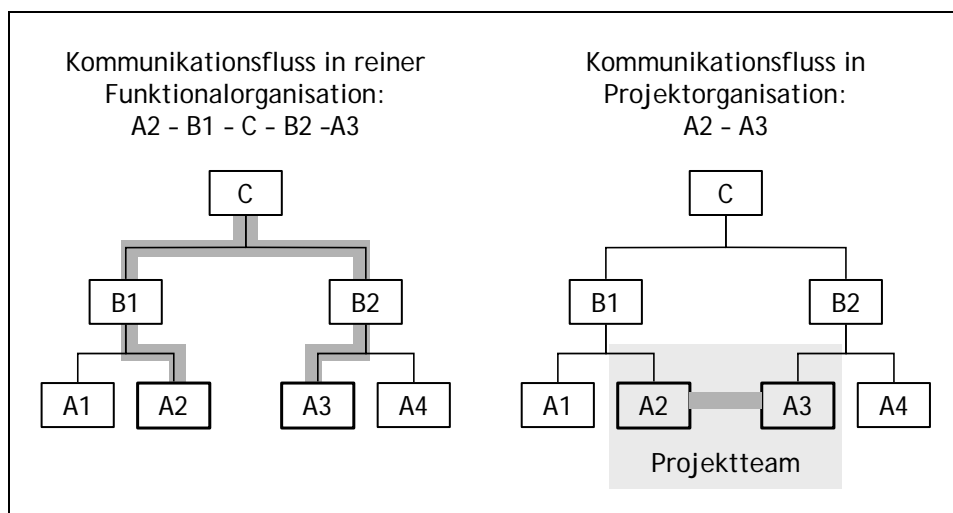 Kommunikationsfluss in reiner
Funktionalorganisation:
A2 – B1 – C – B2 –A3
C
B1
B2
A1
A2
A3
A4
Kommunikationsfluss in
Projektorganisation:
A2 – A3
C
B1
B2
A1
A2
A3
A4
Projektteam